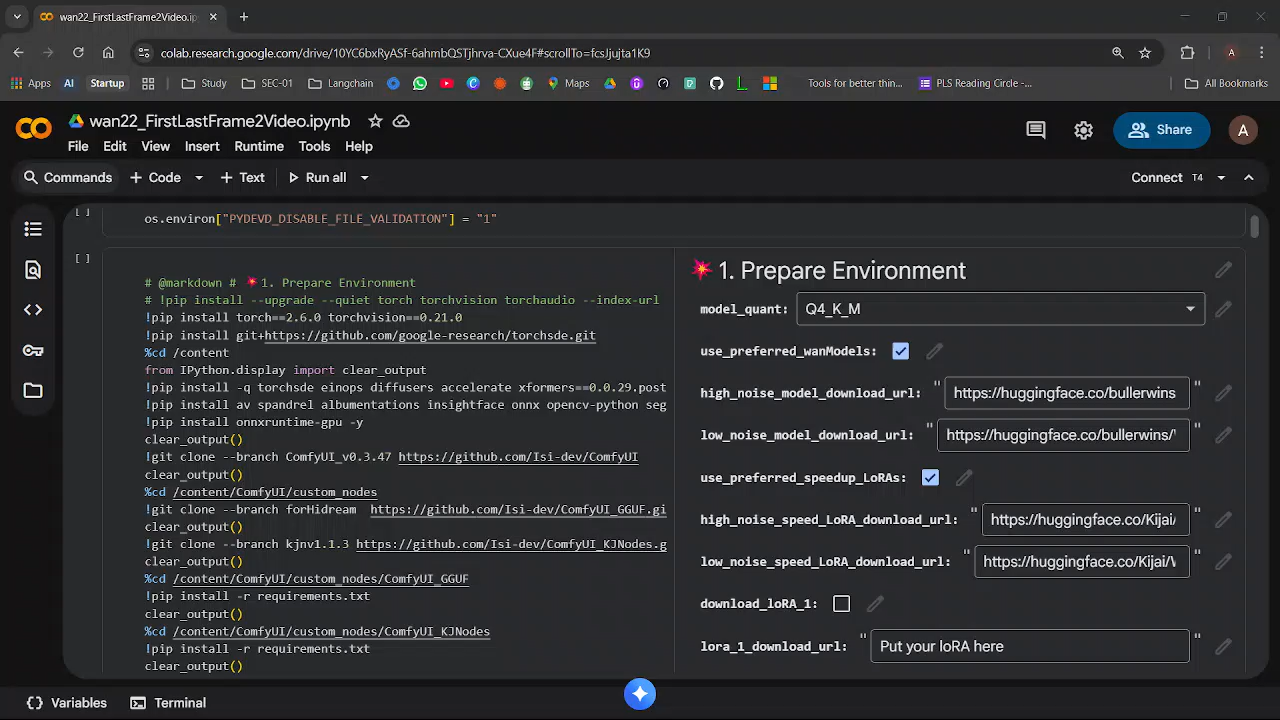 wan22_FirstLastFrame2Video.ip
colab.research.google.com/drive/10YC6bxRyASf-6ahmbQSTjhrva-CXue4F#scrollTo=fcsJjujta1K9
A
Apps AI Startup Study SEC-01 Langchain Maps Tools for better thin... PLS Reading Circle -... All Bookmarks
wan22_FirstLastFrame2Video.ipynb
File Edit View Insert Runtime Tools Help
Share
A
Commands + Code + Text Run all Connect T4
[ ]
os.environ["PYDEVD_DISABLE_FILE_VALIDATION"] = "1"
[ ]
# @markdown # 💥1. Prepare Environment
# !pip install --upgrade --quiet torch torchvision torchaudio --index-url
!pip install torch==2.6.0 torchvision==0.21.0
!pip install git+https://github.com/google-research/torchsde.git
%cd /content
from IPython.display import clear_output
!pip install -q torchsde einops diffusers accelerate xformers==0.0.29.post
!pip install av spandrel albumentations insightface onnx opencv-python seg
!pip install onnxruntime-gpu -y
clear_output()
!git clone --branch ComfyUI_v0.3.47 https://github.com/Isi-dev/ComfyUI
clear_output()
%cd /content/ComfyUI/custom_nodes
!git clone --branch forHidream https://github.com/Isi-dev/ComfyUI_GGUF.gi
clear_output()
!git clone --branch kjnv1.1.3 https://github.com/Isi-dev/ComfyUI_KJNodes.g
clear_output()
%cd /content/ComfyUI/custom_nodes/ComfyUI_GGUF
!pip install -r requirements.txt
clear_output()
%cd /content/ComfyUI/custom_nodes/ComfyUI_KJNodes
!pip install -r requirements.txt
clear_output()
💥 1. Prepare Environment
model_quant: Q4_K_M
use_preferred_wanModels:
high_noise_model_download_url: "https://huggingface.co/bullerwins"
low_noise_model_download_url: "https://huggingface.co/bullerwins/"
use_preferred_speedup_LoRAs:
high_noise_speed_LoRA_download_url: "https://huggingface.co/Kijai/"
low_noise_speed_LoRA_download_url: "https://huggingface.co/Kijai/"
download_loRA_1:
lora_1_download_url: "Put your loRA here"
Variables Terminal